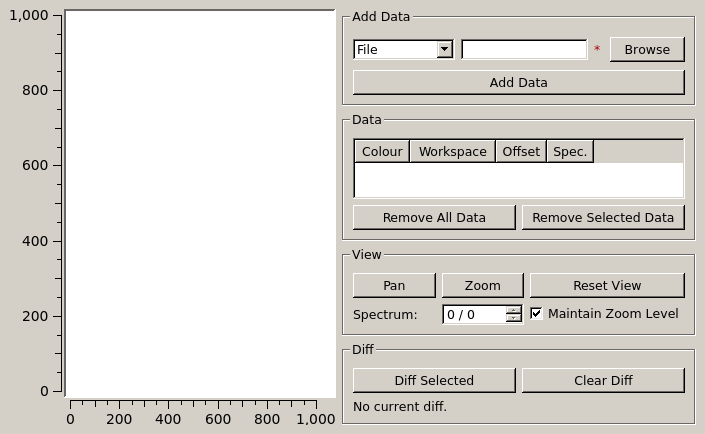 1,000
800
600
400
200
0
0 200 400 600 800 1,000
Add Data
File * Browse
Add Data
Data
Colour Workspace Offset Spec.
Remove All Data Remove Selected Data
View
Pan Zoom Reset View
Spectrum: 0 / 0 Maintain Zoom Level
Diff
Diff Selected Clear Diff
No current diff.